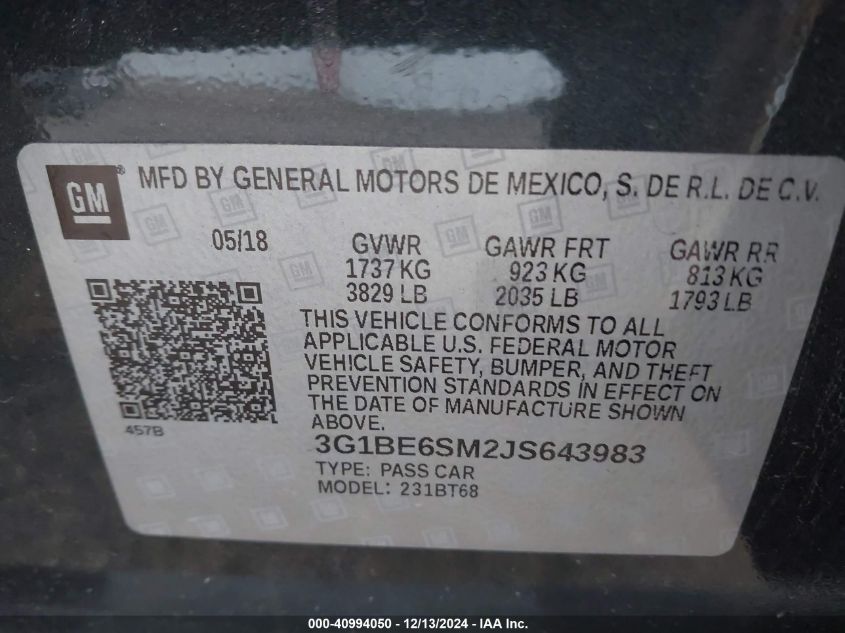 GM® MFD BY GENERAL MOTORS DE MEXICO, S. DE R.L. DE C.V.
05/18 GVWR GAWR FRT GAWR RR
1737 KG 923 KG 813 KG
3829 LB 2035 LB 1793 LB
THIS VEHICLE CONFORMS TO ALL
APPLICABLE U.S. FEDERAL MOTOR
VEHICLE SAFETY, BUMPER, AND THEFT
PREVENTION STANDARDS IN EFFECT ON
THE DATE OF MANUFACTURE SHOWN
ABOVE.
457B
3G1BE6SM2JS643983
TYPE: PASS CAR
MODEL: 231BT68
000-40994050 - 12/13/2024 - IAA Inc.